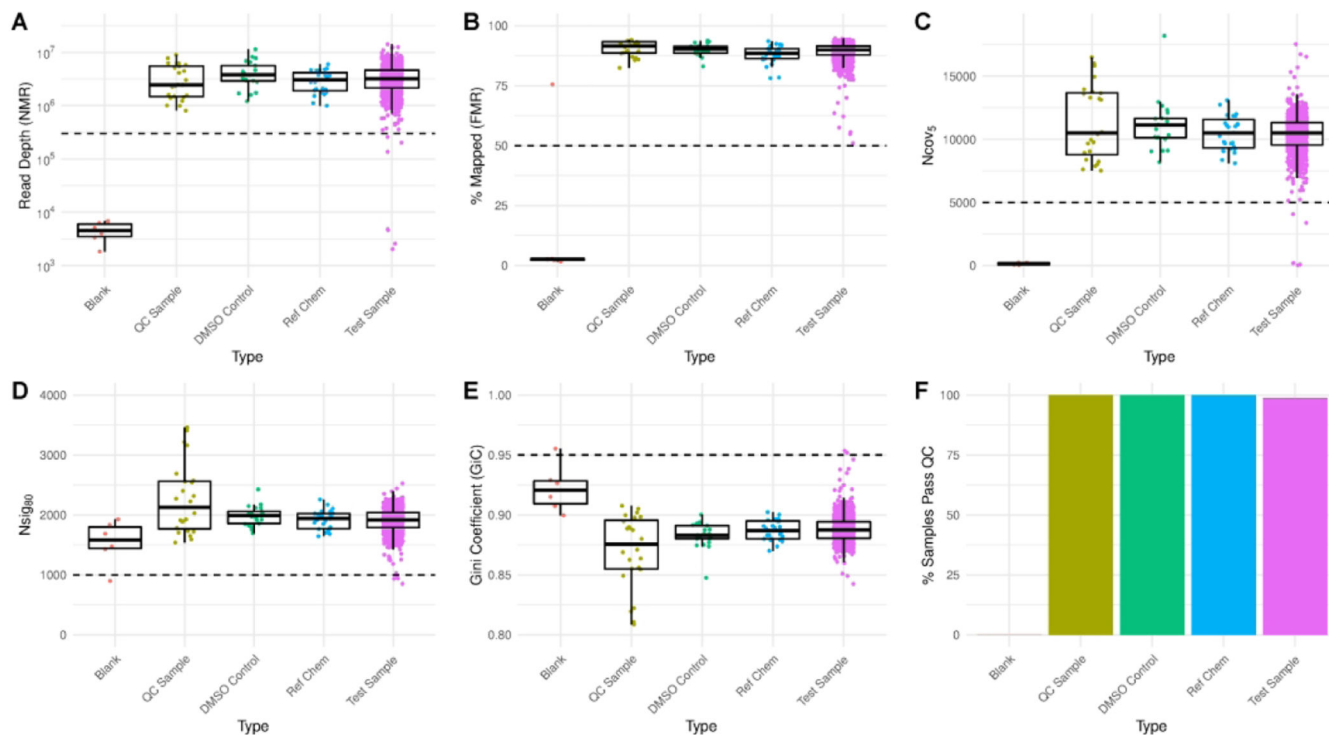 A
Read Depth (NMR)
10⁷
10⁶
10⁵
10⁴
10³
Blank
QC Sample
DMSO Control
Ref Chem
Test Sample
Type
B
% Mapped (FMR)
100
75
50
25
0
Blank
QC Sample
DMSO Control
Ref Chem
Test Sample
Type
C
Ncov₅
15000
10000
5000
0
Blank
QC Sample
DMSO Control
Ref Chem
Test Sample
Type
D
Nsig₈₀
4000
3000
2000
1000
0
Blank
QC Sample
DMSO Control
Ref Chem
Test Sample
Type
E
Gini Coefficient (GiC)
1.00
0.95
0.90
0.85
0.80
Blank
QC Sample
DMSO Control
Ref Chem
Test Sample
Type
F
% Samples Pass QC
100
75
50
25
0
Blank
QC Sample
DMSO Control
Ref Chem
Test Sample
Type